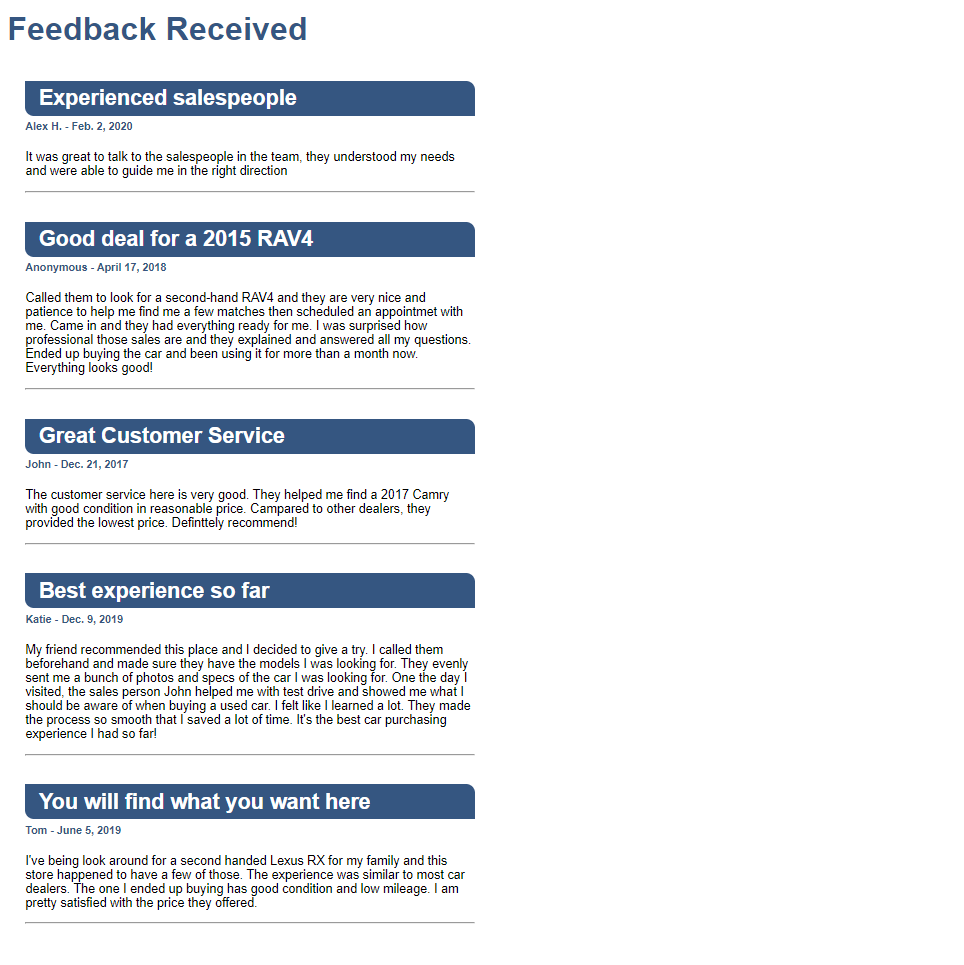 Feedback Received
Experienced salespeople
Alex H. - Feb. 2, 2020
It was great to talk to the salespeople in the team, they understood my needs
and were able to guide me in the right direction
Good deal for a 2015 RAV4
Anonymous - April 17, 2018
Called them to look for a second-hand RAV4 and they are very nice and
patience to help me find me a few matches then scheduled an appointmet with
me. Came in and they had everything ready for me. I was surprised how
professional those sales are and they explained and answered all my questions.
Ended up buying the car and been using it for more than a month now.
Everything looks good!
Great Customer Service
John - Dec. 21, 2017
The customer service here is very good. They helped me find a 2017 Camry
with good condition in reasonable price. Campared to other dealers, they
provided the lowest price. Definttely recommend!
Best experience so far
Katie - Dec. 9, 2019
My friend recommended this place and I decided to give a try. I called them
beforehand and made sure they have the models I was looking for. They evenly
sent me a bunch of photos and specs of the car I was looking for. One the day I
visited, the sales person John helped me with test drive and showed me what I
should be aware of when buying a used car. I felt like I learned a lot. They made
the process so smooth that I saved a lot of time. It's the best car purchasing
experience I had so far!
You will find what you want here
Tom - June 5, 2019
I've being look around for a second handed Lexus RX for my family and this
store happened to have a few of those. The experience was similar to most car
dealers. The one I ended up buying has good condition and low mileage. I am
pretty satisfied with the price they offered.